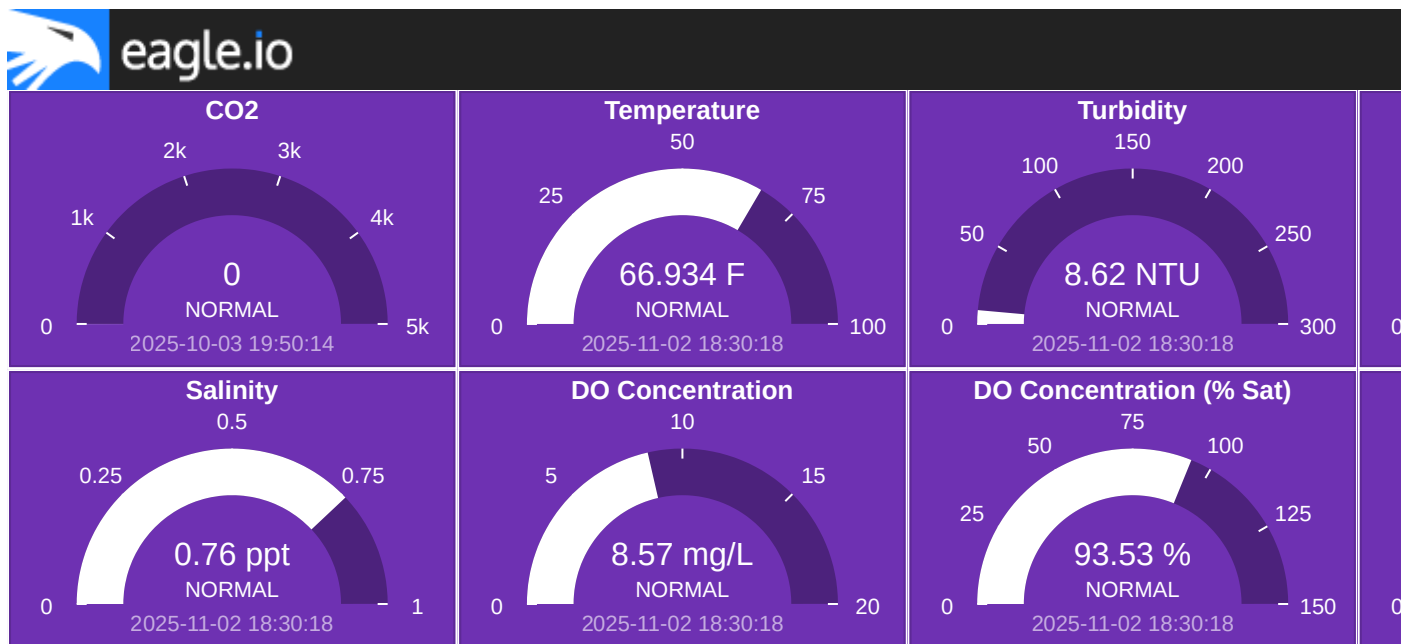 eagle.io
CO2
2k 3k
1k 4k
0 5k
0
NORMAL
2025-10-03 19:50:14
Temperature
50
25 75
0 100
66.934 F
NORMAL
2025-11-02 18:30:18
Turbidity
150
100 200
50 250
0 300
8.62 NTU
NORMAL
2025-11-02 18:30:18
0
Salinity
0.5
0.25 0.75
0 1
0.76 ppt
NORMAL
2025-11-02 18:30:18
DO Concentration
10
5 15
0 20
8.57 mg/L
NORMAL
2025-11-02 18:30:18
DO Concentration (% Sat)
75
50 100
25 125
0 150
93.53 %
NORMAL
2025-11-02 18:30:18
0